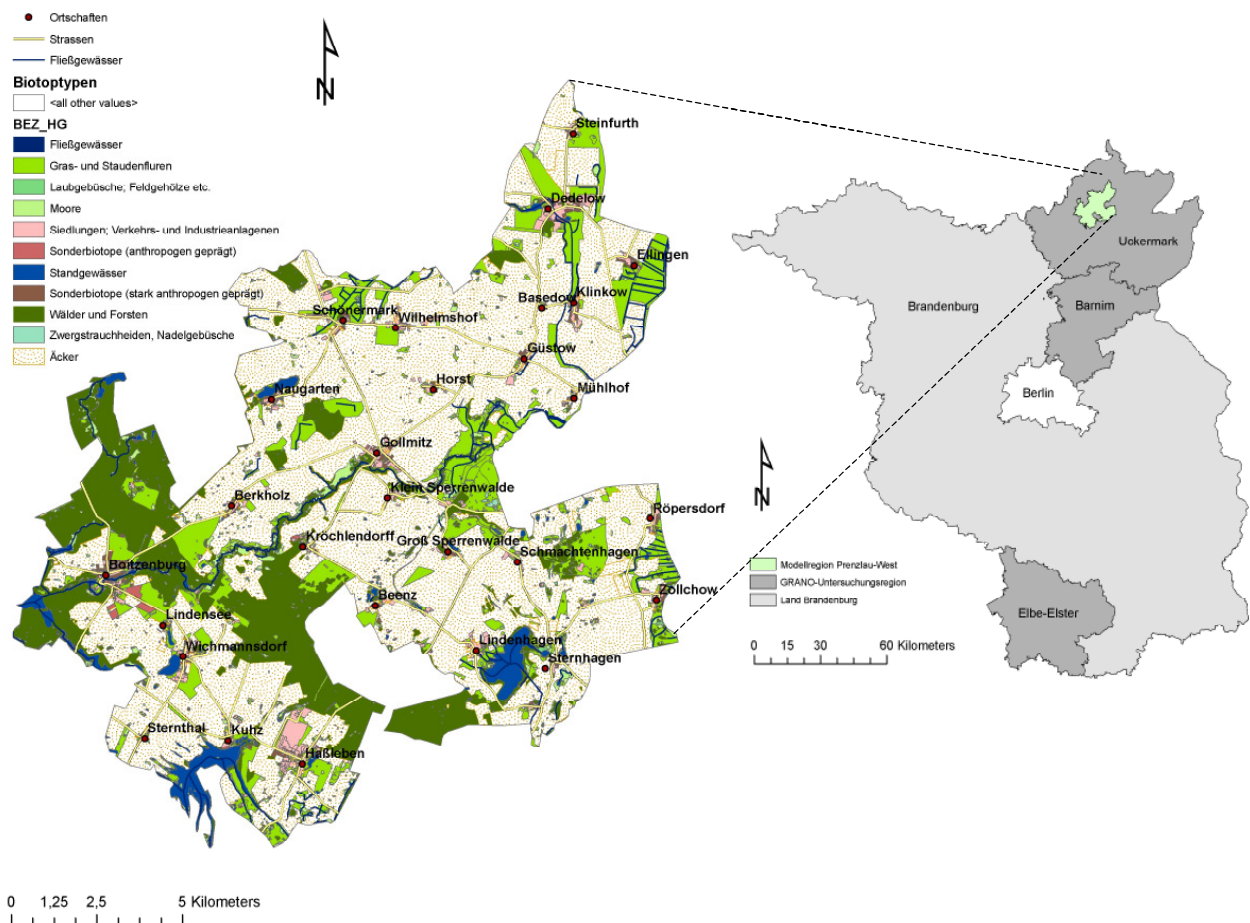 Ortschaften
Strassen
Fließgewässer
Biotoptypen
<all other values>
BEZ_HG
Fließgewässer
Gras- und Staudenfluren
Laubgebüsche; Feldgehölze etc.
Moore
Siedlungen; Verkehrs- und Industrieanlagenen
Sonderbiotope (anthropogen geprägt)
Standgewässer
Sonderbiotope (stark anthropogen geprägt)
Wälder und Forsten
Zwergstrauchheiden, Nadelgebüsche
Äcker
N
Steinfurth
Dedelow
Ellingen
Basedow
Klinkow
Schönermark
Wilhelmshof
Güstow
Naugarten
Horst
Mühlhof
Gollmitz
Berkholz
Klein Sperrenwalde
Röpersdorf
Kröchlendorff
Groß Sperrenwalde
Schmachtenhagen
Boitzenburg
Beenz
Zollchow
Lindensee
Wichmannsdorf
Lindenhagen
Sternhagen
Sternthal
Kuhz
Haßleben
0 1,25 2,5 5 Kilometers
Uckermark
Brandenburg
Barnim
Berlin
N
Elbe-Elster
Modellregion Prenzlau-West
GRANO-Untersuchungsregion
Land Brandenburg
0 15 30 60 Kilometers